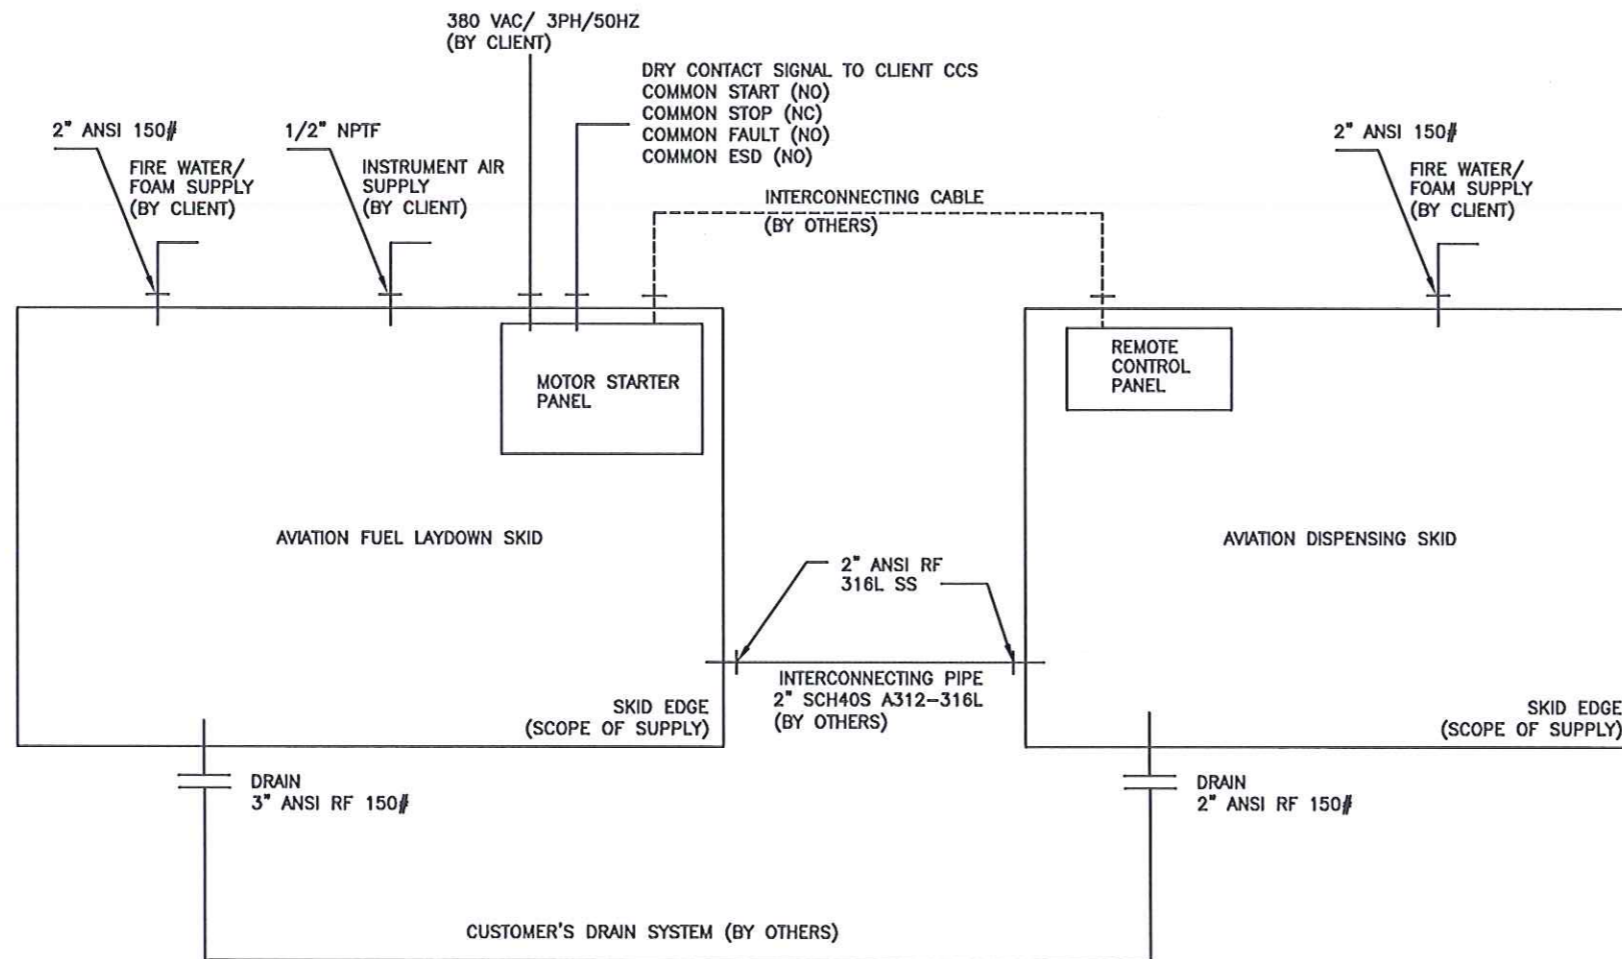 380 VAC/ 3PH/50HZ
(BY CLIENT)
DRY CONTACT SIGNAL TO CLIENT CCS
COMMON START (NO)
COMMON STOP (NC)
COMMON FAULT (NO)
COMMON ESD (NO)
2" ANSI 150#
FIRE WATER/
FOAM SUPPLY
(BY CLIENT)
1/2" NPTF
INSTRUMENT AIR
SUPPLY
(BY CLIENT)
INTERCONNECTING CABLE
(BY OTHERS)
2" ANSI 150#
FIRE WATER/
FOAM SUPPLY
(BY CLIENT)
MOTOR STARTER
PANEL
REMOTE
CONTROL
PANEL
AVIATION FUEL LAYDOWN SKID
AVIATION DISPENSING SKID
2" ANSI RF
316L SS
INTERCONNECTING PIPE
2" SCH40S A312-316L
(BY OTHERS)
SKID EDGE
(SCOPE OF SUPPLY)
SKID EDGE
(SCOPE OF SUPPLY)
DRAIN
3" ANSI RF 150#
DRAIN
2" ANSI RF 150#
CUSTOMER'S DRAIN SYSTEM (BY OTHERS)